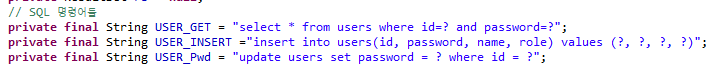 // SQL 명령어들
private final String USER_GET = "select * from users where id=? and password=?";
private final String USER_INSERT ="insert into users(id, password, name, role) values (?, ?, ?, ?)";
private final String USER_Pwd = "update users set password = ? where id = ?";